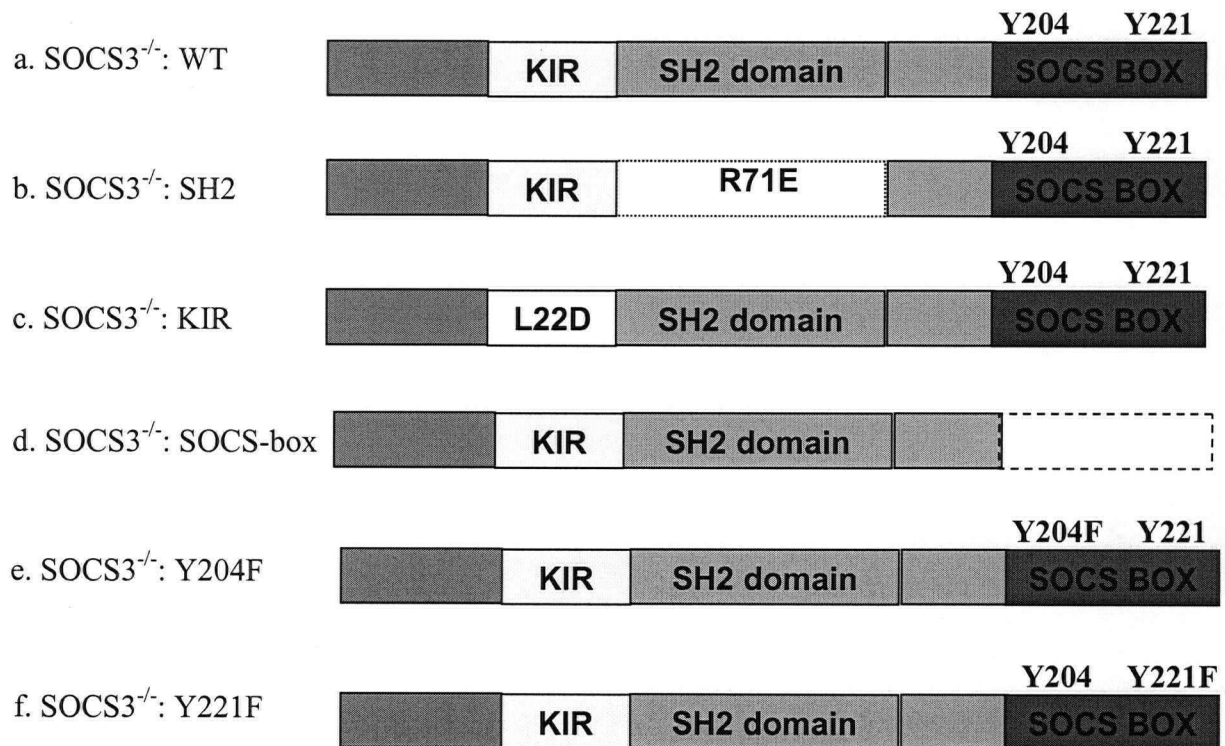 Y204 Y221
a. SOCS3-/-: WT KIR SH2 domain SOCS BOX
Y204 Y221
b. SOCS3-/-: SH2 KIR R71E SOCS BOX
Y204 Y221
c. SOCS3-/-: KIR L22D SH2 domain SOCS BOX
d. SOCS3-/-: SOCS-box KIR SH2 domain
Y204F Y221
e. SOCS3-/-: Y204F KIR SH2 domain SOCS BOX
Y204 Y221F
f. SOCS3-/-: Y221F KIR SH2 domain SOCS BOX